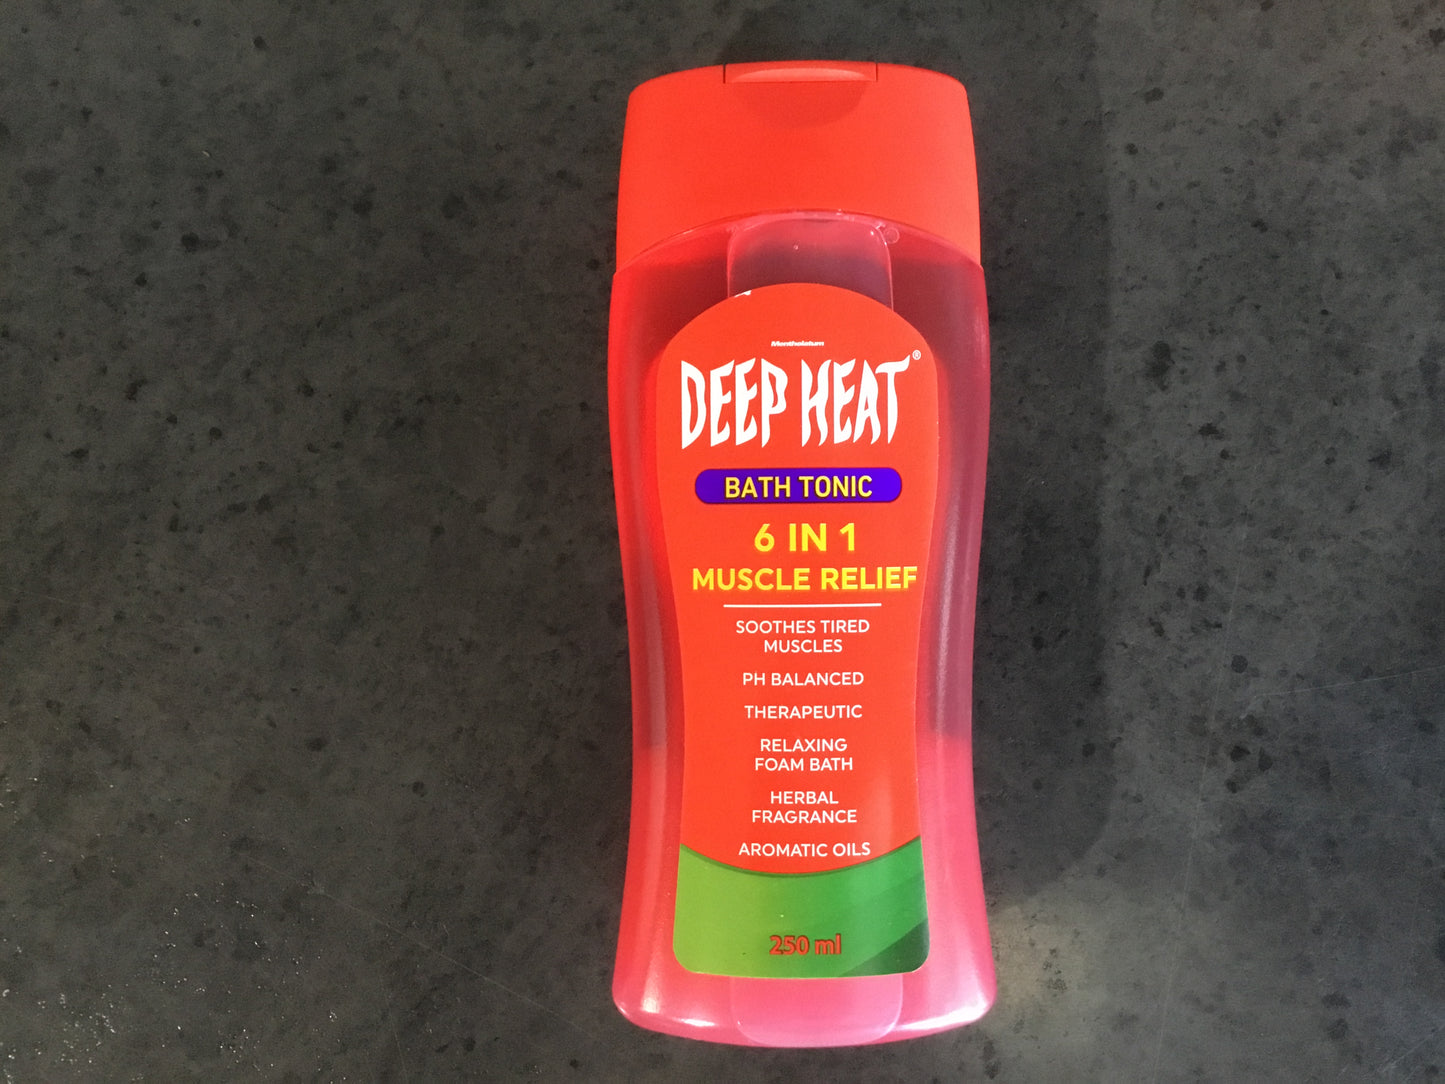 Mentholatum
DEEP HEAT®
BATH TONIC
6 IN 1
MUSCLE RELIEF
SOOTHES TIRED
MUSCLES
PH BALANCED
THERAPEUTIC
RELAXING
FOAM BATH
HERBAL
FRAGRANCE
AROMATIC OILS
250 ml